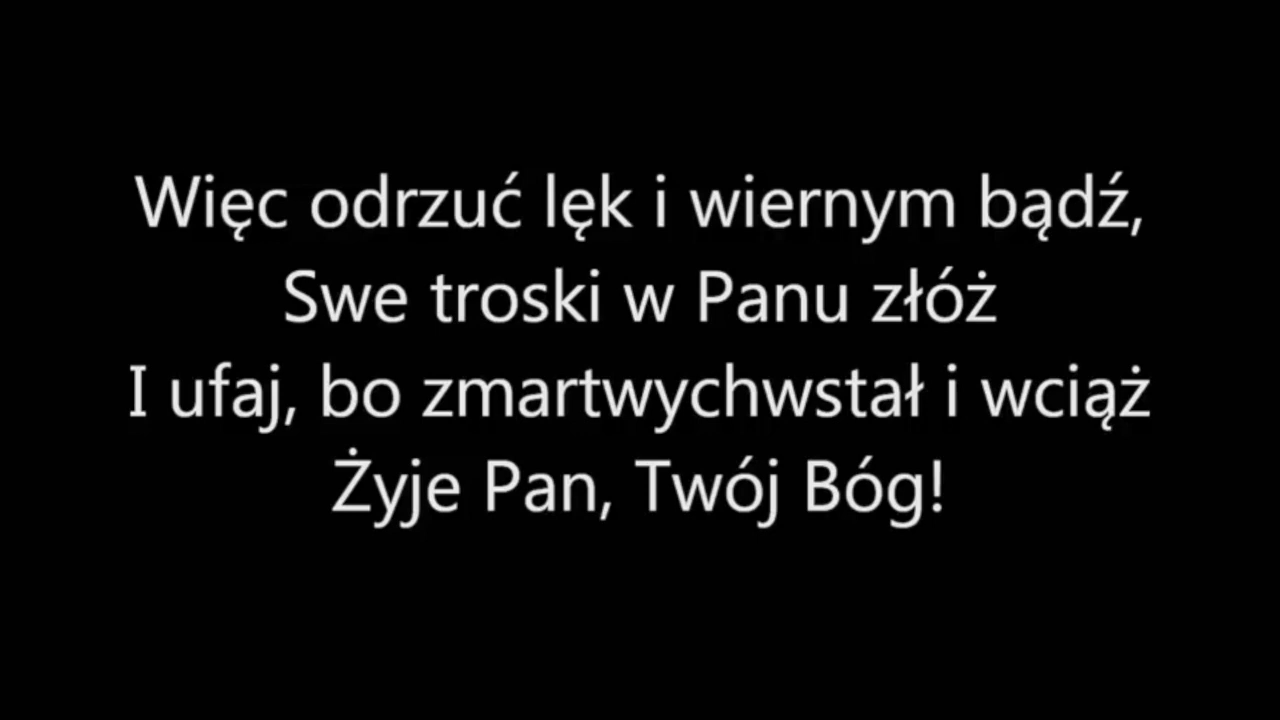 Więc odrzuć lęk i wiernym bądź,
Swe troski w Panu złóż
I ufaj, bo zmartwychwstał i wciąż
Żyje Pan, Twój Bóg!